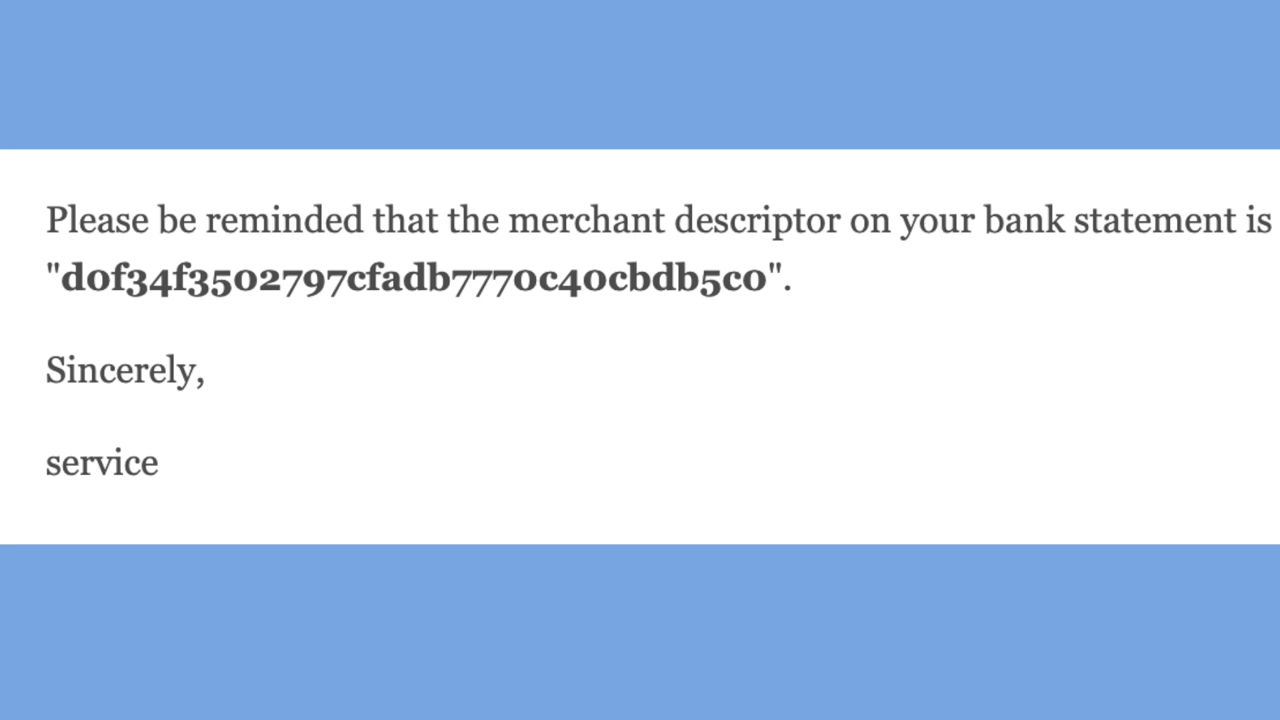 Please be reminded that the merchant descriptor on your bank statement is
"d0f34f3502797cfadb7770c40cbdb5c0".
Sincerely,
service